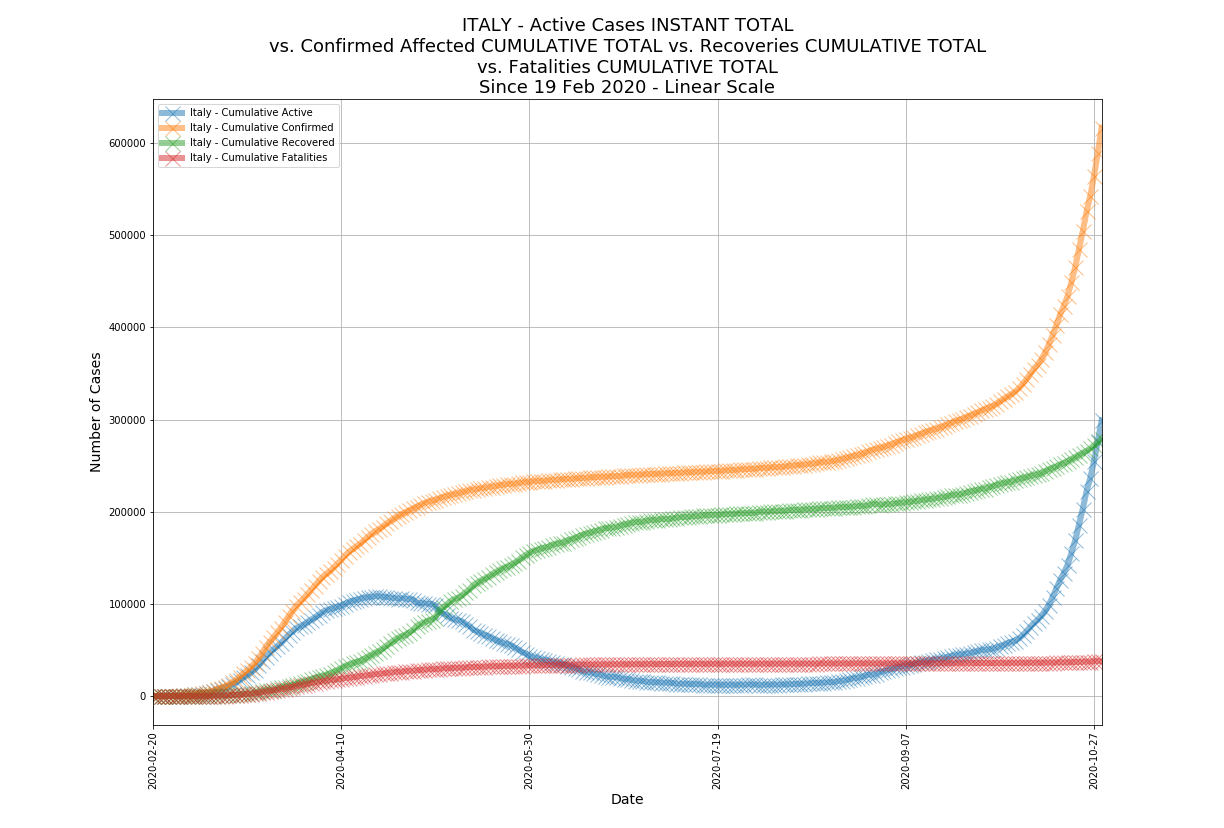 ITALY - Active Cases INSTANT TOTAL
vs. Confirmed Affected CUMULATIVE TOTAL vs. Recoveries CUMULATIVE TOTAL
vs. Fatalities CUMULATIVE TOTAL
Since 19 Feb 2020 - Linear Scale
Italy - Cumulative Active
Italy - Cumulative Confirmed
Italy - Cumulative Recovered
Italy - Cumulative Fatalities
600000
500000
400000
300000
200000
100000
0
Number of Cases
2020-02-20
2020-04-10
2020-05-30
2020-07-19
2020-09-07
2020-10-27
Date